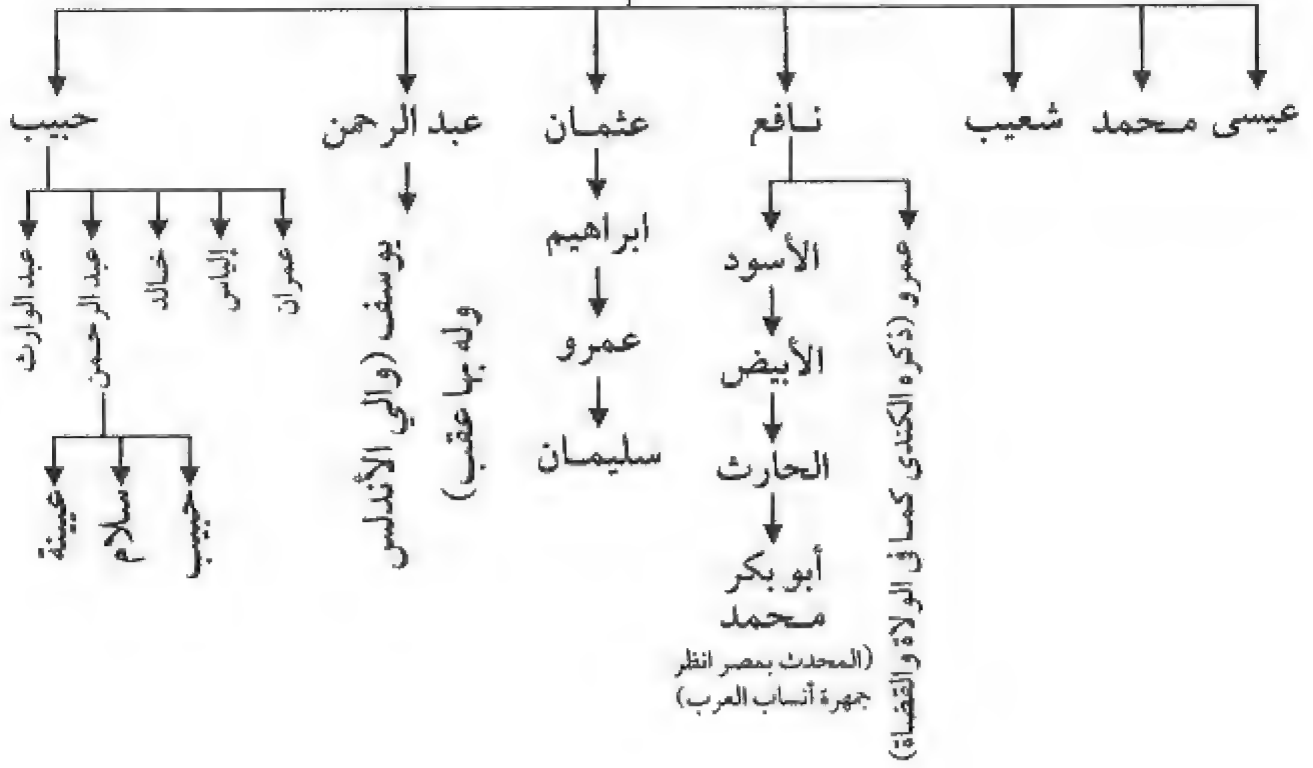 عيسى
محمد
شعيب
نافع
عثمان
عبد الرحمن
حبيب
عمرو (ذكره الكندي كما في الولاة والقضاة)
الأسود
الأبيض
الحارث
أبو بكر
محمد
(المحدث بمصر انظر
جمهرة أنساب العرب)
ابراهيم
عمرو
سليمان
يوسف (والي الأندلس
وله بها عقب)
عمران
إلياس
خالد
عبد الرحمن
عبد الوارث
حبيب
سلام
عيينة